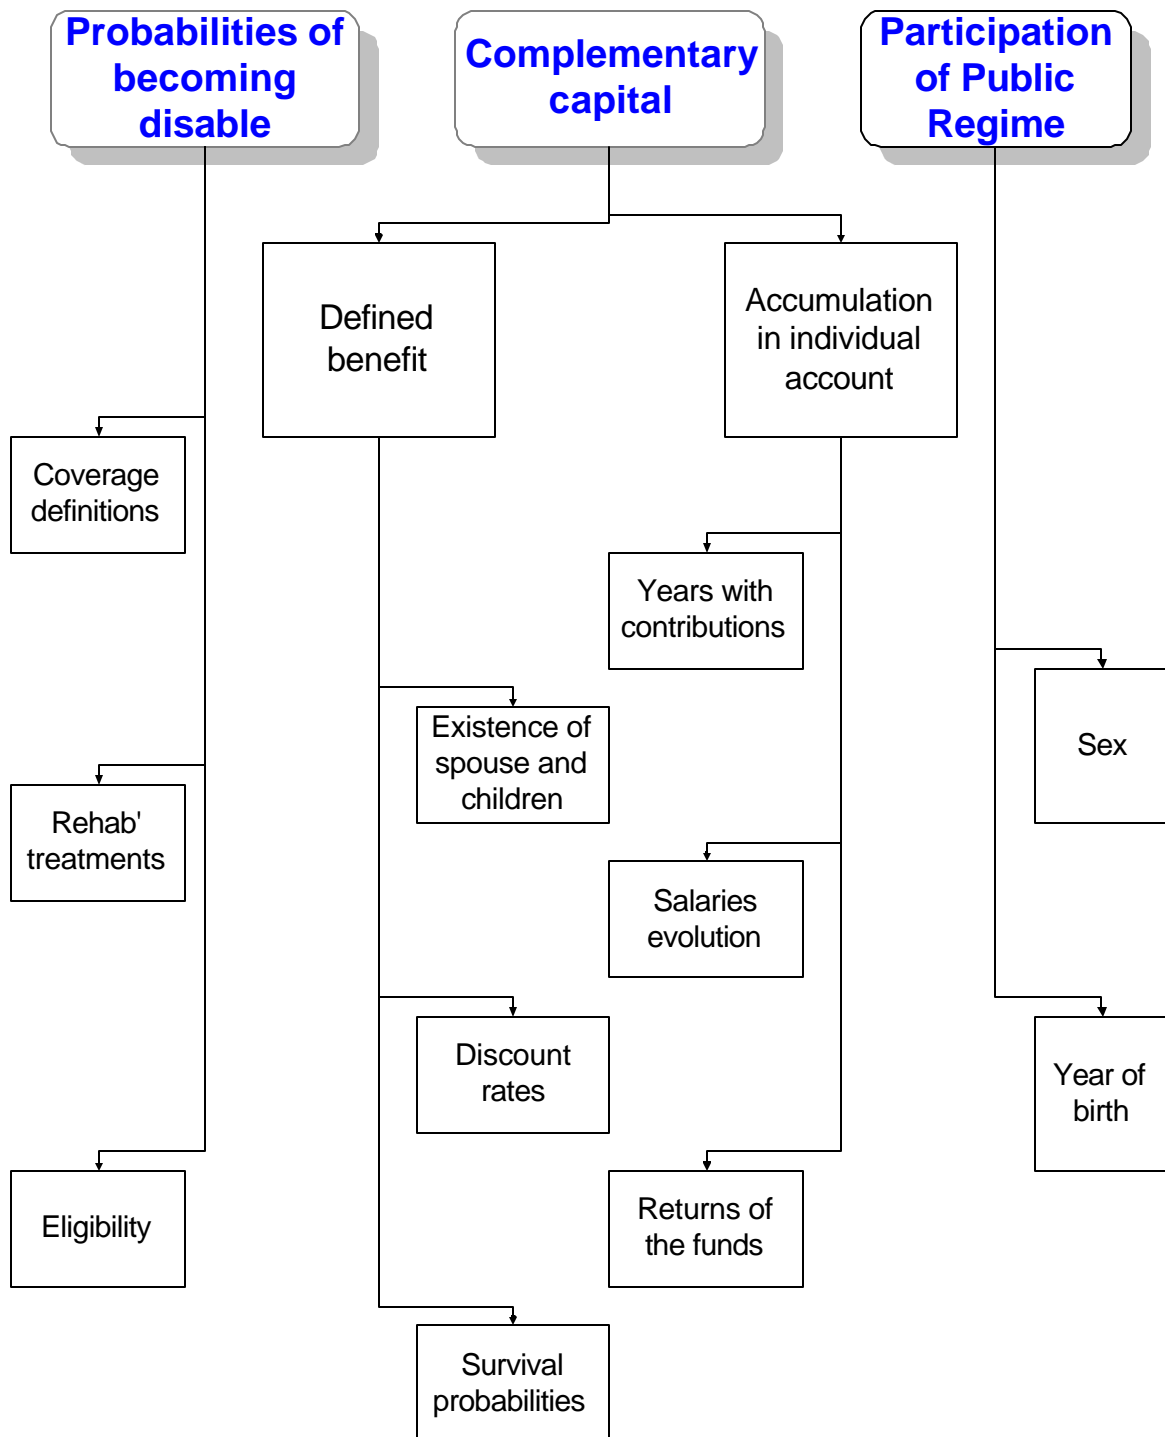 Probabilities of
becoming
disable
Complementary
capital
Participation
of Public
Regime
Defined
benefit
Accumulation
in individual
account
Coverage
definitions
Years with
contributions
Sex
Existence of
spouse and
children
Rehab'
treatments
Salaries
evolution
Discount
rates
Year of
birth
Eligibility
Returns of
the funds
Survival
probabilities